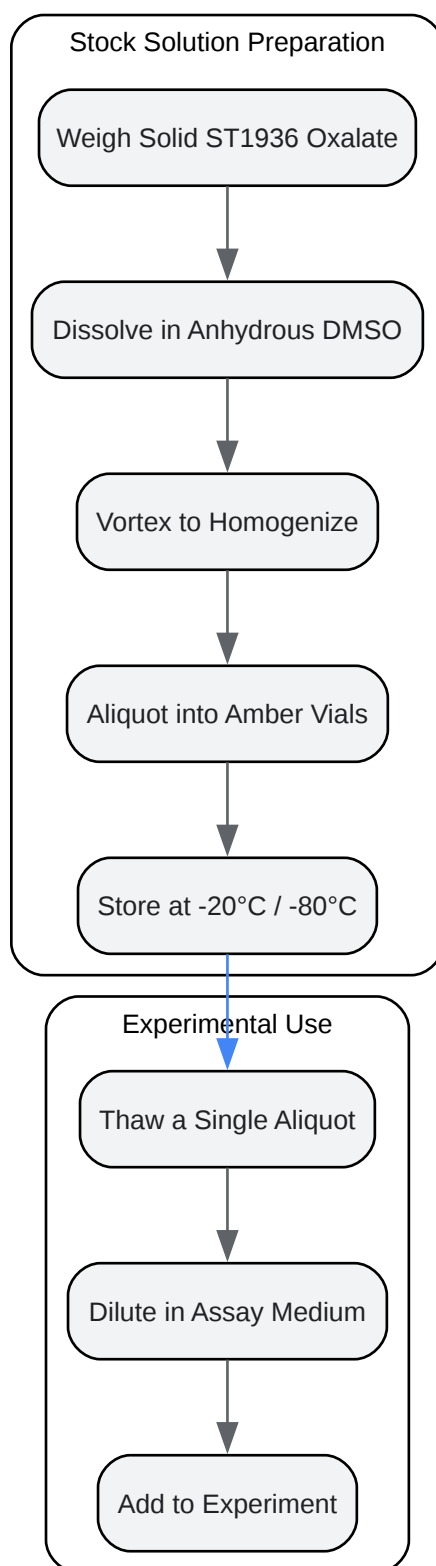 Stock Solution Preparation
Weigh Solid ST1936 Oxalate
Dissolve in Anhydrous DMSO
Vortex to Homogenize
Aliquot into Amber Vials
Store at -20°C / -80°C
Experimental Use
Thaw a Single Aliquot
Dilute in Assay Medium
Add to Experiment